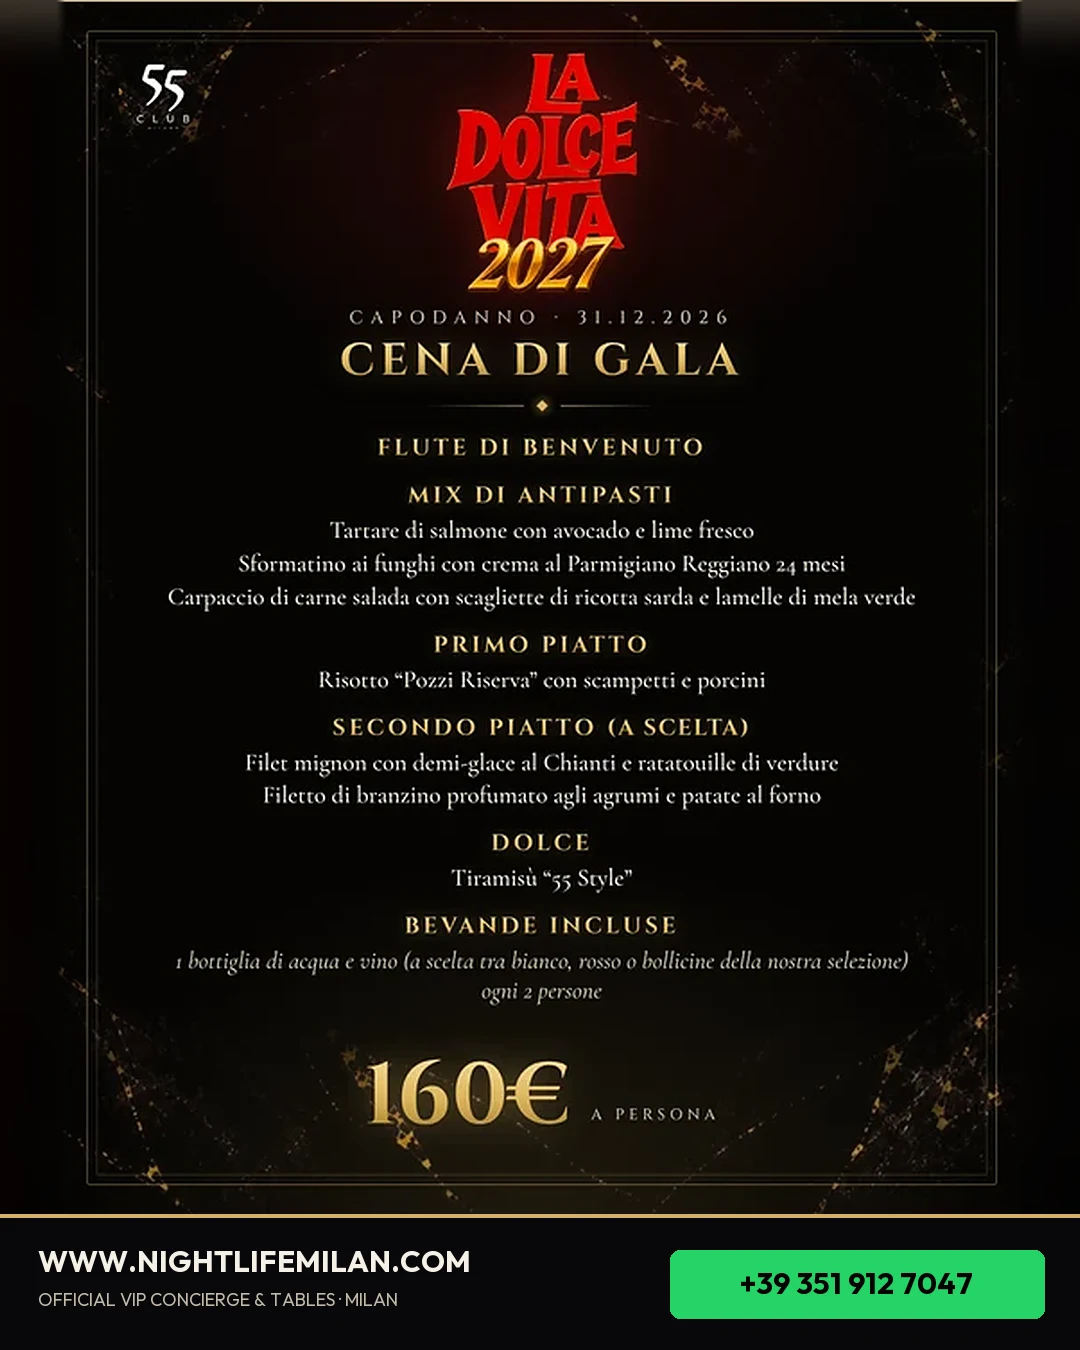 55
CLUB
MILANO
LA
DOLCE
VITA
2027
CAPODANNO · 31.12.2026
CENA DI GALA
FLUTE DI BENVENUTO
MIX DI ANTIPASTI
Tartare di salmone con avocado e lime fresco
Sformatino ai funghi con crema al Parmigiano Reggiano 24 mesi
Carpaccio di carne salada con scagliette di ricotta sarda e lamelle di mela verde
PRIMO PIATTO
Risotto “Pozzi Riserva” con scampetti e porcini
SECONDO PIATTO (A SCELTA)
Filet mignon con demi-glace al Chianti e ratatouille di verdure
Filetto di branzino profumato agli agrumi e patate al forno
DOLCE
Tiramisù “55 Style”
BEVANDE INCLUSE
1 bottiglia di acqua e vino (a scelta tra bianco, rosso o bollicine della nostra selezione)
ogni 2 persone
160€ A PERSONA
WWW.NIGHTLIFEMILAN.COM
OFFICIAL VIP CONCIERGE & TABLES · MILAN
+39 351 912 7047